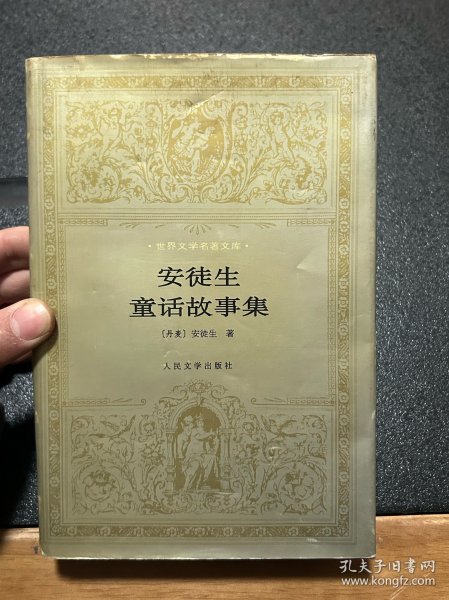 ·世界文学名著文库·
安徒生
童话故事集
〔丹麦〕安徒生 著
人民文学出版社
孔夫子旧书网
www.kongfz.com